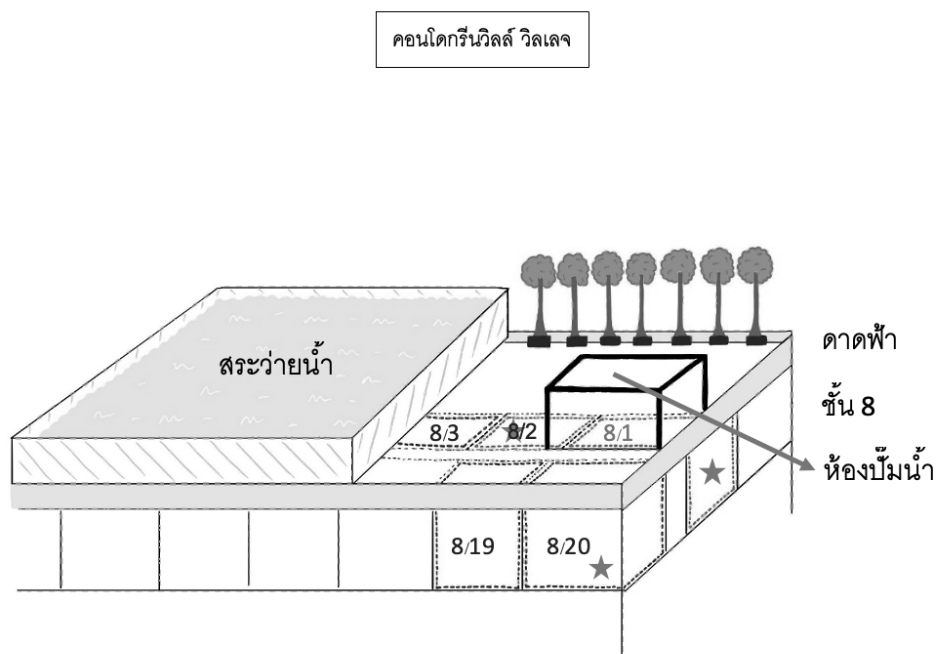 คอนโดกรีนวิลล์ วิลเลจ
สระว่ายน้ำ
ดาดฟ้า
ชั้น 8
8/3
8/2
8/1
ห้องปั๊มน้ำ
8/19
8/20